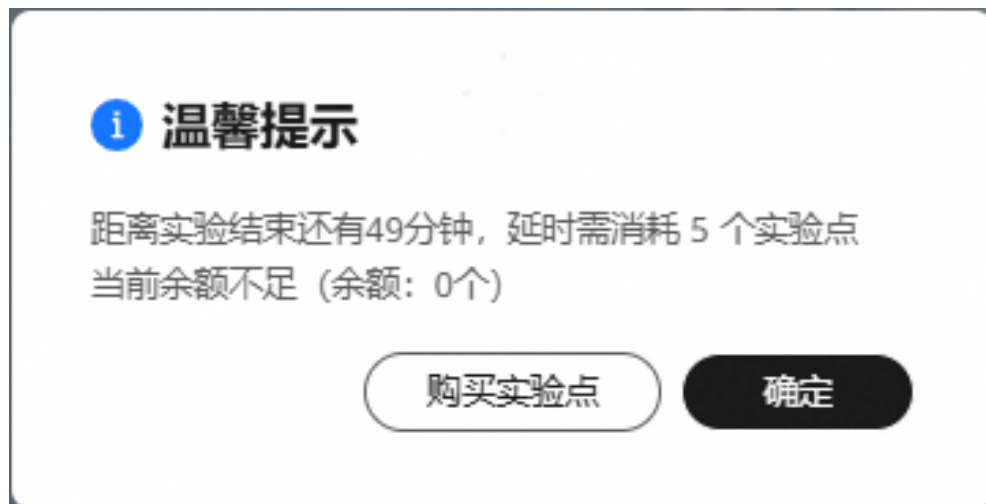 温馨提示
距离实验结束还有49分钟，延时需消耗 5 个实验点
当前余额不足（余额：0个）
购买实验点
确定